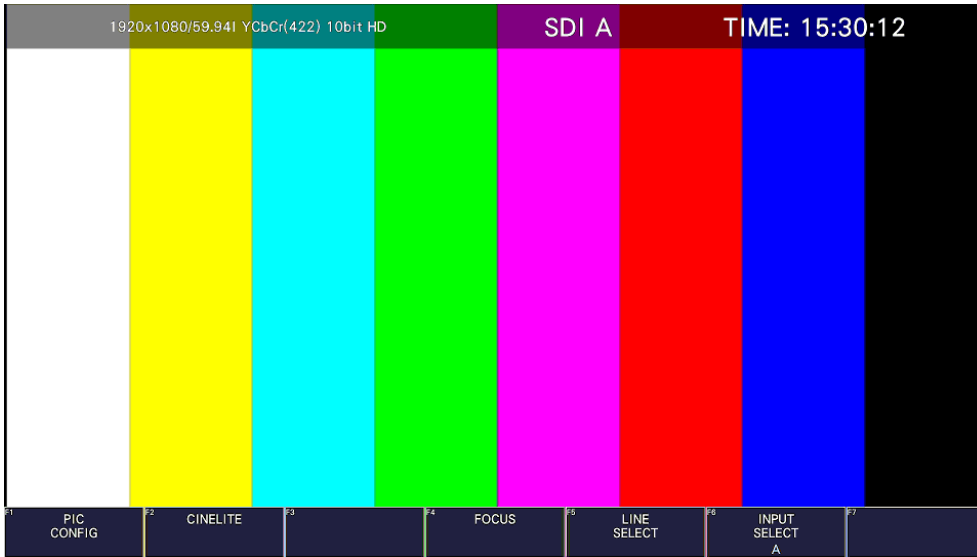 1920x1080/59.94I YCbCr(422) 10bit HD
SDI A
TIME: 15:30:12
F1 PIC CONFIG
F2 CINELITE
F3
F4 FOCUS
F5 LINE SELECT
F6 INPUT SELECT A
F7